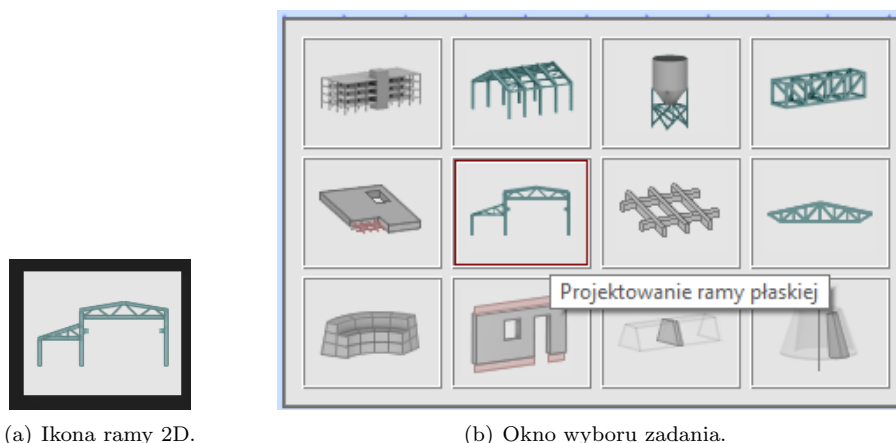 Projektowanie ramy płaskiej
(a) Ikona ramy 2D.
(b) Okno wyboru zadania.